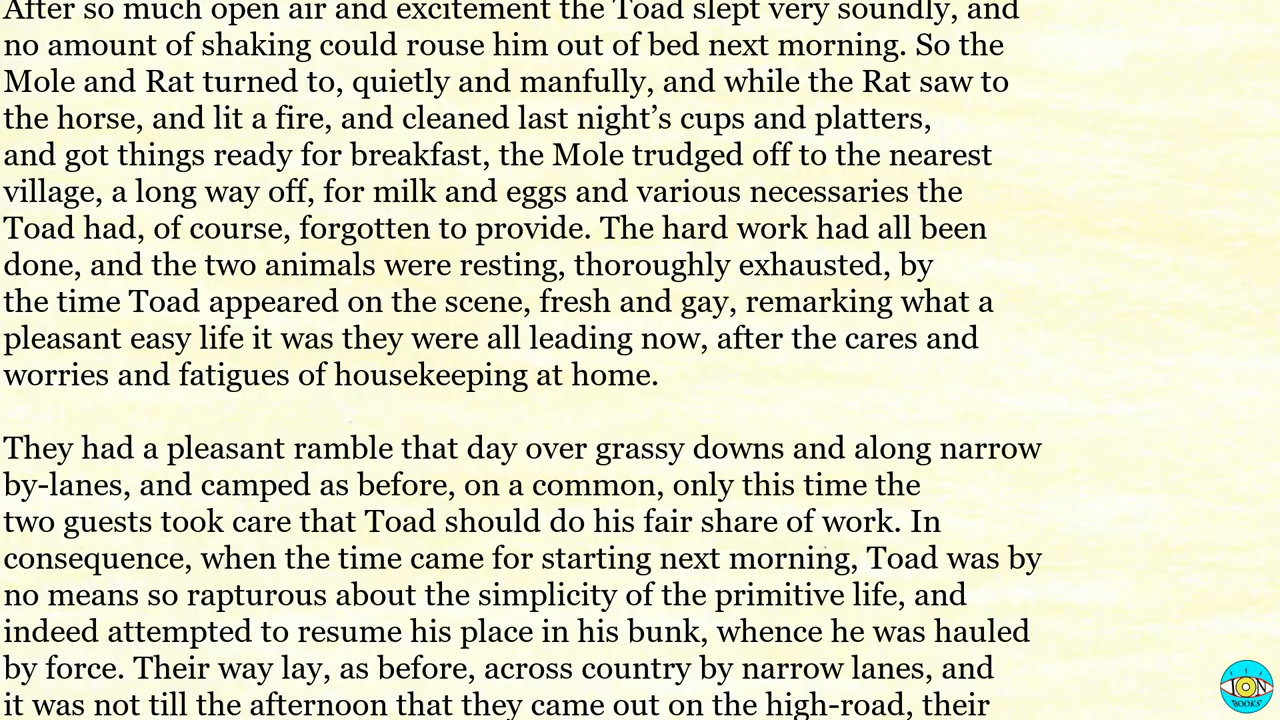 After so much open air and excitement the Toad slept very soundly, and
no amount of shaking could rouse him out of bed next morning. So the
Mole and Rat turned to, quietly and manfully, and while the Rat saw to
the horse, and lit a fire, and cleaned last night’s cups and platters,
and got things ready for breakfast, the Mole trudged off to the nearest
village, a long way off, for milk and eggs and various necessaries the
Toad had, of course, forgotten to provide. The hard work had all been
done, and the two animals were resting, thoroughly exhausted, by
the time Toad appeared on the scene, fresh and gay, remarking what a
pleasant easy life it was they were all leading now, after the cares and
worries and fatigues of housekeeping at home.
They had a pleasant ramble that day over grassy downs and along narrow
by-lanes, and camped as before, on a common, only this time the
two guests took care that Toad should do his fair share of work. In
consequence, when the time came for starting next morning, Toad was by
no means so rapturous about the simplicity of the primitive life, and
indeed attempted to resume his place in his bunk, whence he was hauled
by force. Their way lay, as before, across country by narrow lanes, and
it was not till the afternoon that they came out on the high-road, their
ION
BOOKS